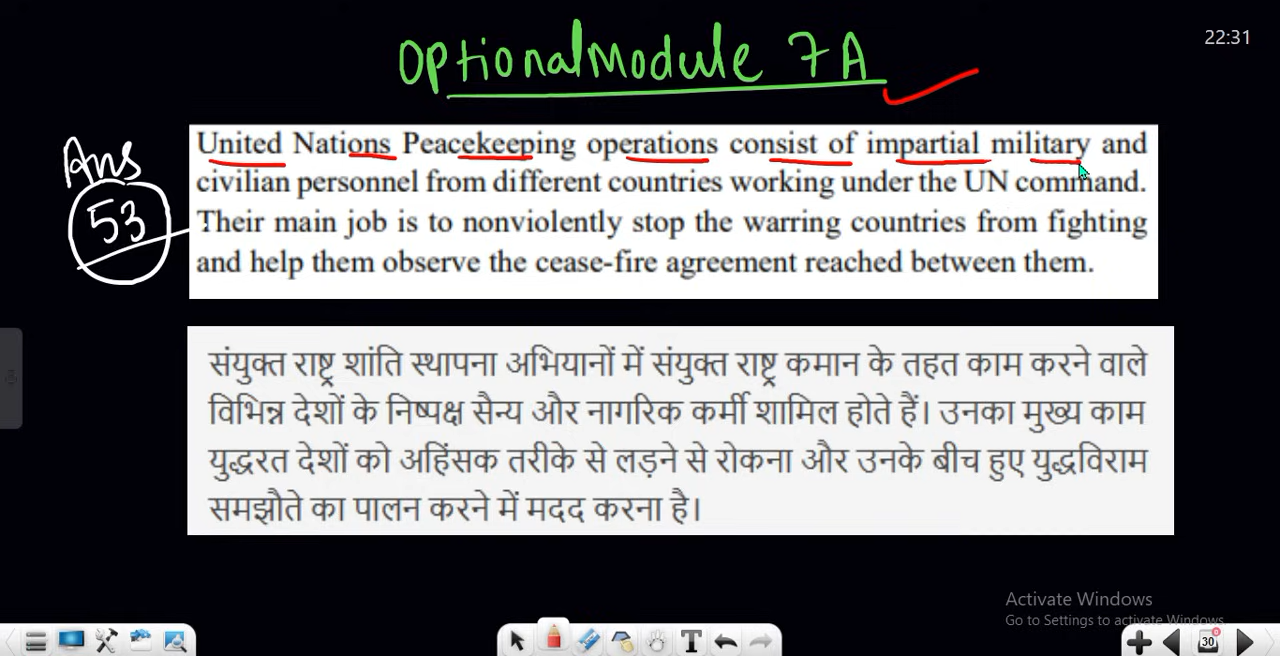 22:31
OptionalModule 7A
Ans
53
United Nations Peacekeeping operations consist of impartial military and
civilian personnel from different countries working under the UN command.
Their main job is to nonviolently stop the warring countries from fighting
and help them observe the cease-fire agreement reached between them.
संयुक्त राष्ट्र शांति स्थापना अभियानों में संयुक्त राष्ट्र कमान के तहत काम करने वाले
विभिन्न देशों के निष्पक्ष सैन्य और नागरिक कर्मी शामिल होते हैं। उनका मुख्य काम
युद्धरत देशों को अहिंसक तरीके से लड़ने से रोकना और उनके बीच हुए युद्धविराम
समझौते का पालन करने में मदद करना है।
Activate Windows
Go to Settings to activate Windows.
T
30